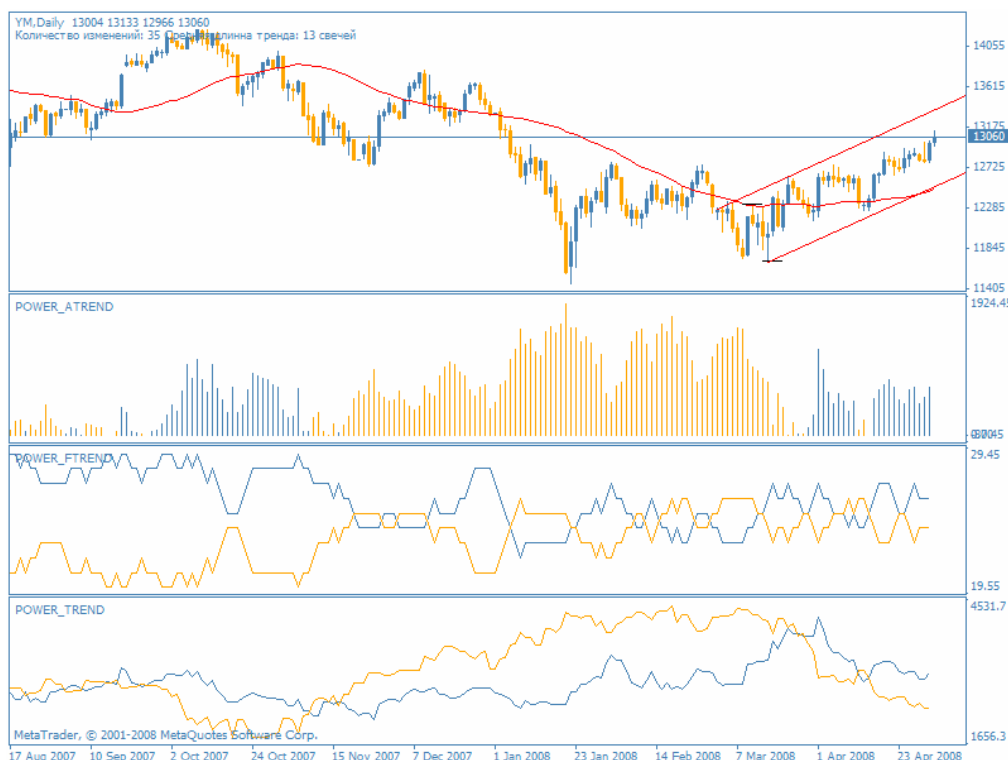 YM,Daily 13004 13133 12966 13060
Количество изменений: 35 Средняя длинна тренда: 13 свечей
14055
13615
13175
13060
12725
12285
11845
11405
POWER_ATREND
1924.45
POWER_FTREND
29.45
19.55
POWER_TREND
4531.7
1656.3
MetaTrader, © 2001-2008 MetaQuotes Software Corp.
17 Aug 2007 10 Sep 2007 2 Oct 2007 24 Oct 2007 15 Nov 2007 7 Dec 2007 1 Jan 2008 23 Jan 2008 14 Feb 2008 7 Mar 2008 1 Apr 2008 23 Apr 2008